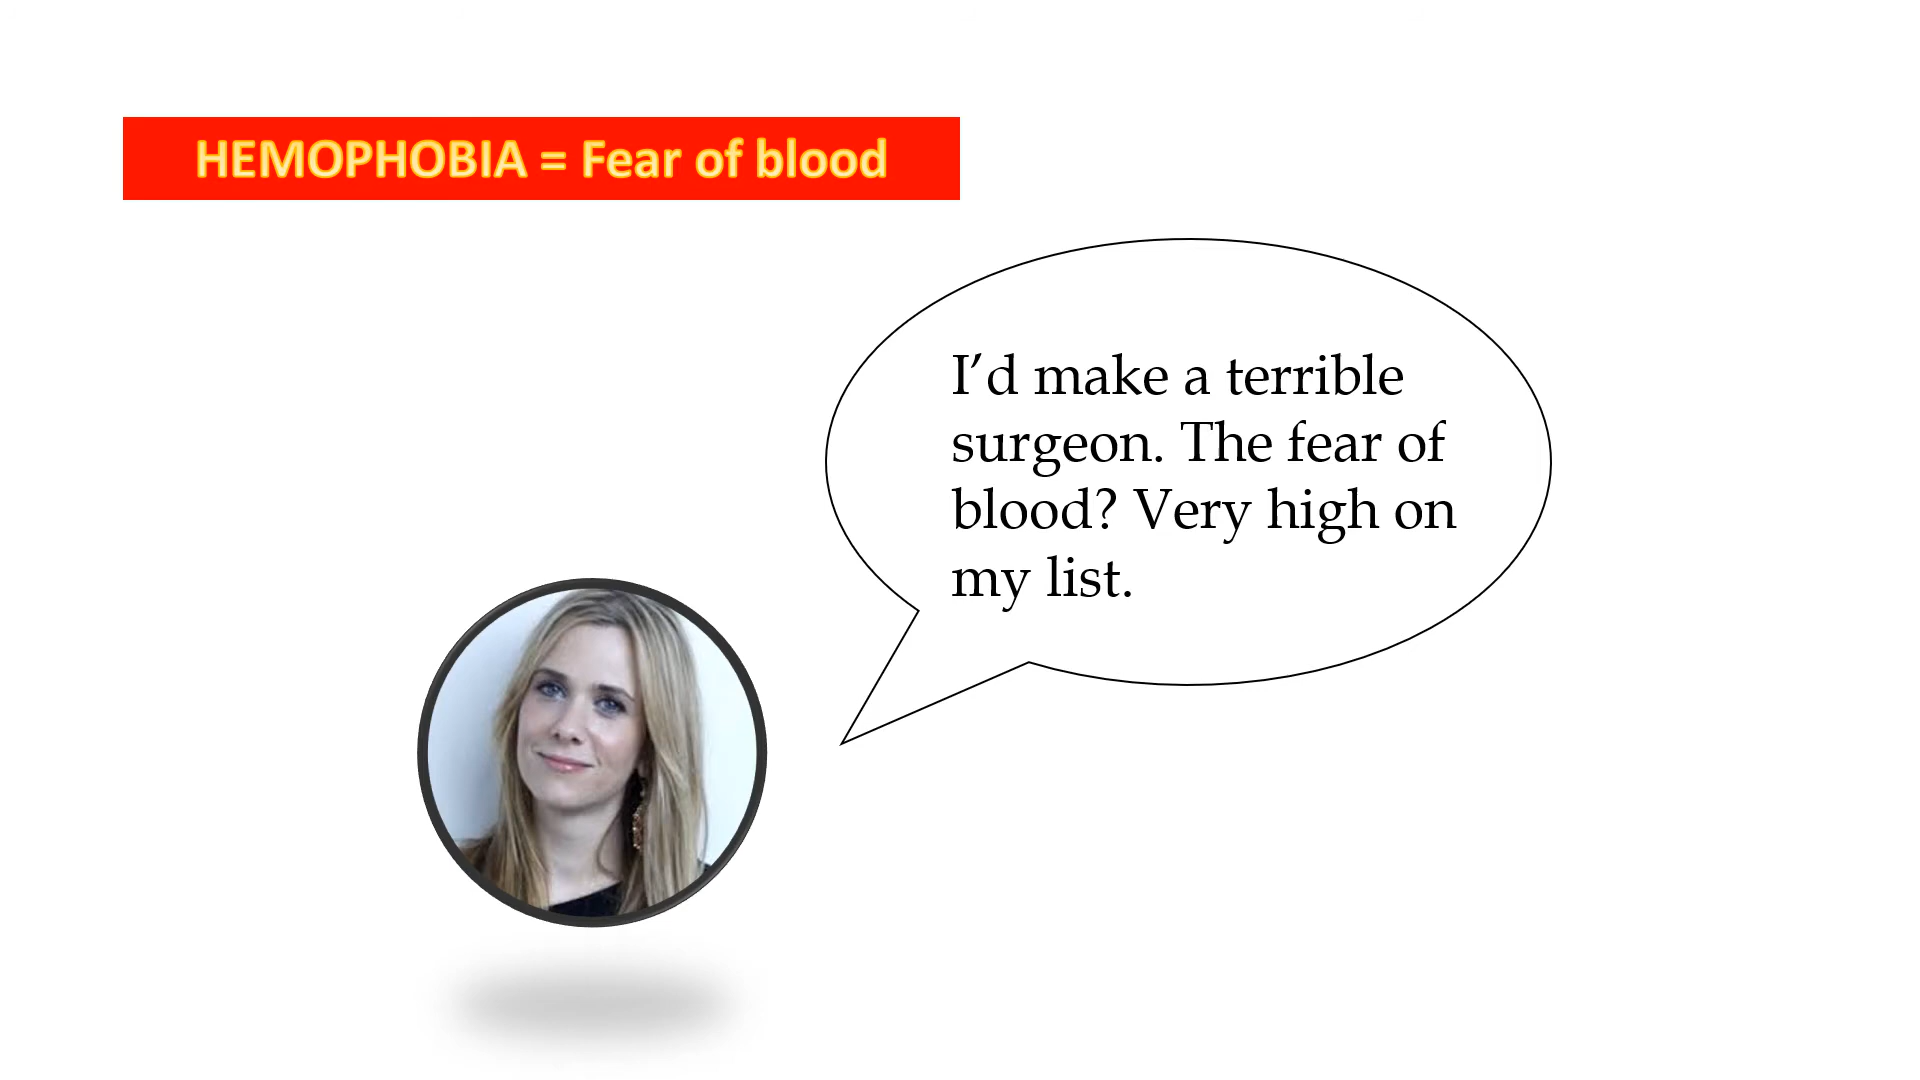 HEMOPHOBIA = Fear of blood
I’d make a terrible
surgeon. The fear of
blood? Very high on
my list.